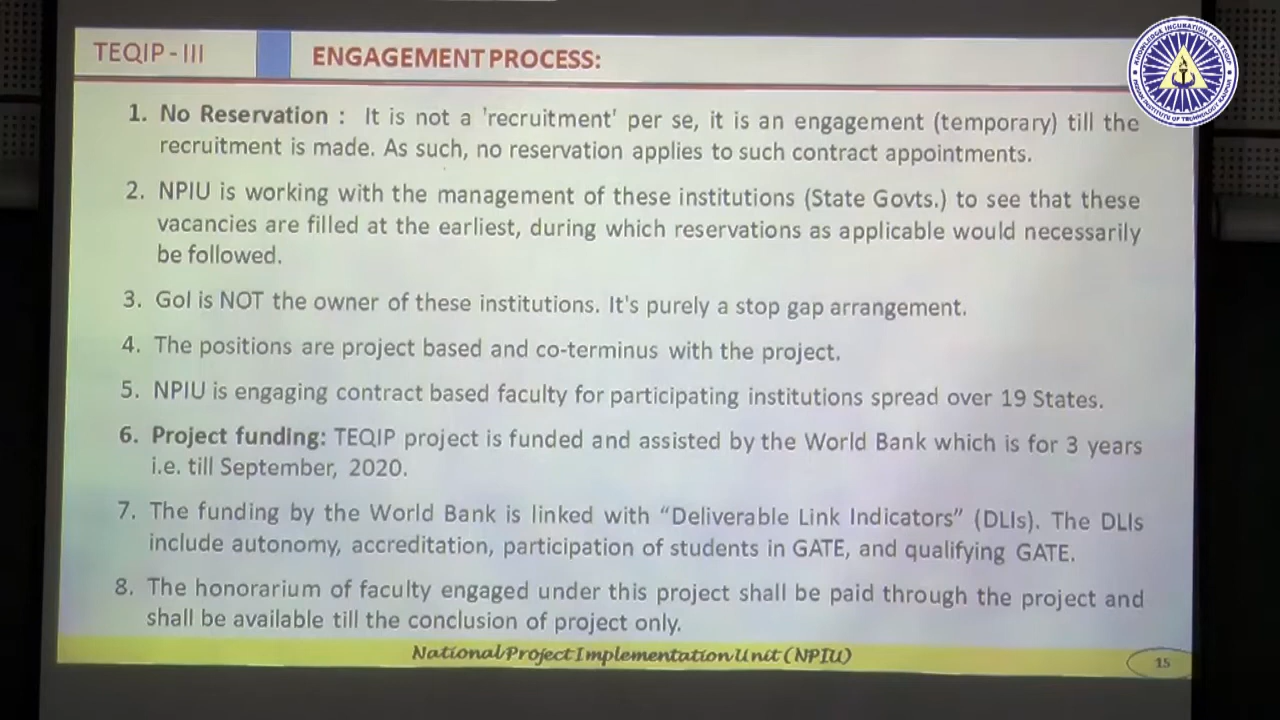 TEQIP - III
ENGAGEMENT PROCESS:
1. No Reservation : It is not a 'recruitment' per se, it is an engagement (temporary) till the
recruitment is made. As such, no reservation applies to such contract appointments.
2. NPIU is working with the management of these institutions (State Govts.) to see that these
vacancies are filled at the earliest, during which reservations as applicable would necessarily
be followed.
3. GoI is NOT the owner of these institutions. It's purely a stop gap arrangement.
4. The positions are project based and co-terminus with the project.
5. NPIU is engaging contract based faculty for participating institutions spread over 19 States.
6. Project funding: TEQIP project is funded and assisted by the World Bank which is for 3 years
i.e. till September, 2020.
7. The funding by the World Bank is linked with “Deliverable Link Indicators” (DLIs). The DLIs
include autonomy, accreditation, participation of students in GATE, and qualifying GATE.
8. The honorarium of faculty engaged under this project shall be paid through the project and
shall be available till the conclusion of project only.
National Project Implementation Unit (NPIU)
15
KNOWLEDGE INCUBATION FOR TEQIP
INDIAN INSTITUTE OF TECHNOLOGY KANPUR